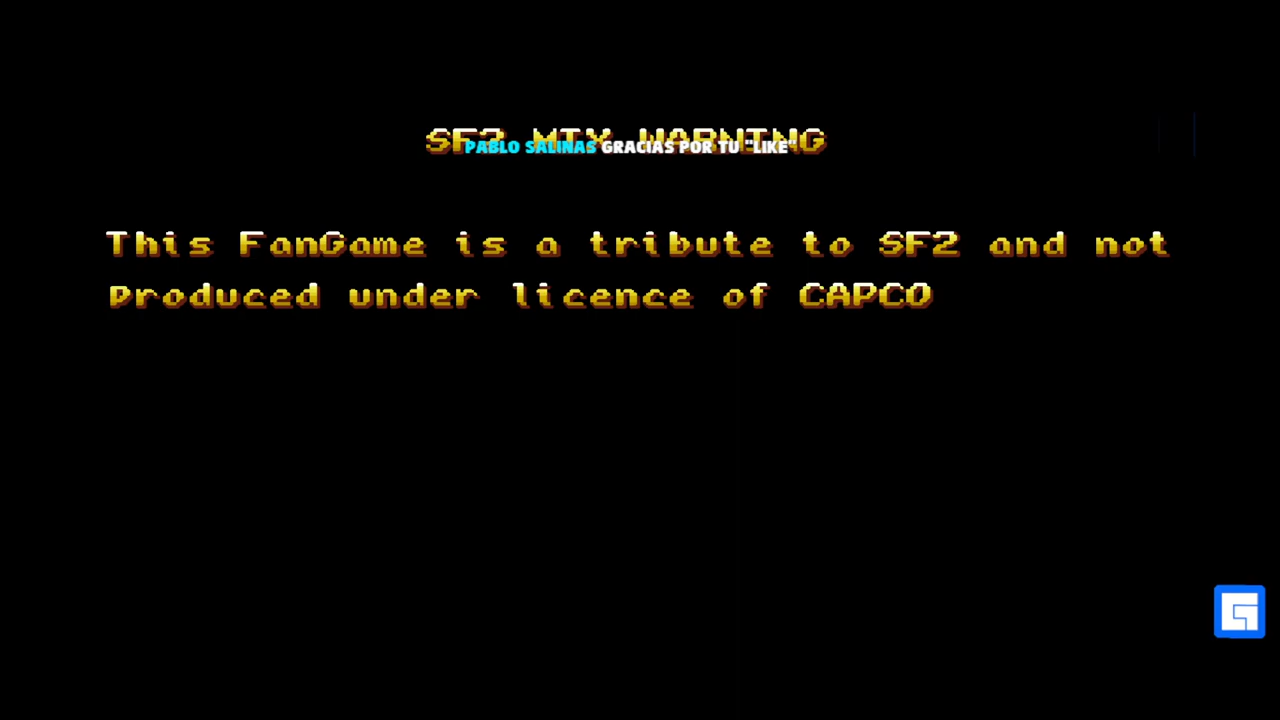 SF2 MIX WARNING
PABLO SALINAS GRACIAS POR TU "LIKE"
This FanGame is a tribute to SF2 and not
Produced under licence of CAPCO